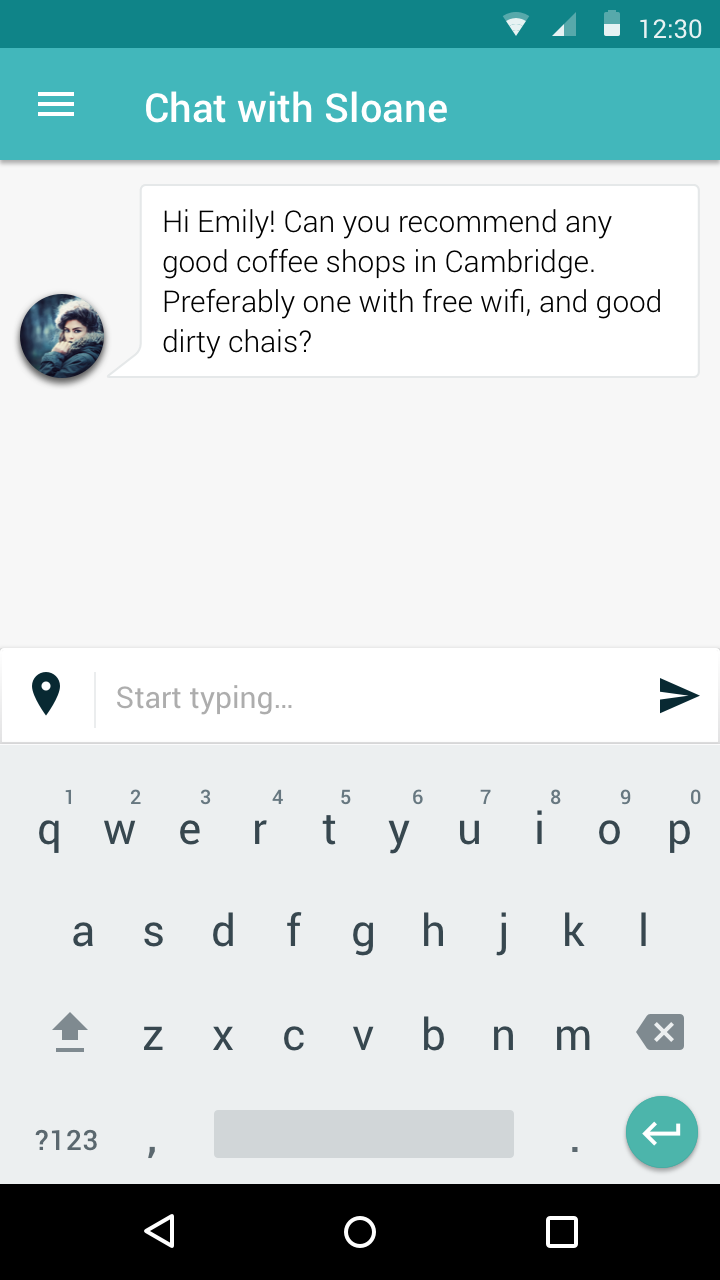 12:30
Chat with Sloane
Hi Emily! Can you recommend any
good coffee shops in Cambridge.
Preferably one with free wifi, and good
dirty chais?
Start typing...
1 2 3 4 5 6 7 8 9 0
q w e r t y u i o p
a s d f g h j k l
z x c v b n m
?123 , .